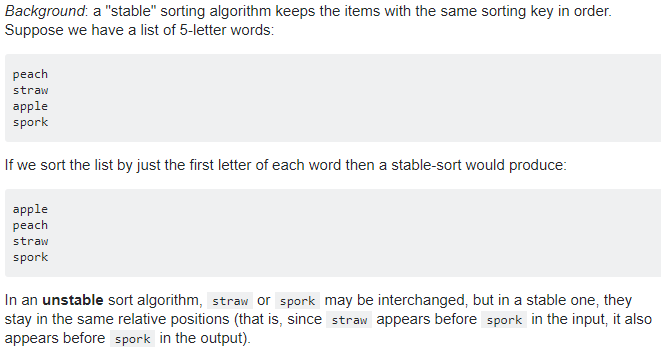 Background: a "stable" sorting algorithm keeps the items with the same sorting key in order.
Suppose we have a list of 5-letter words:
peach
straw
apple
spork
If we sort the list by just the first letter of each word then a stable-sort would produce:
apple
peach
straw
spork
In an unstable sort algorithm, straw or spork may be interchanged, but in a stable one, they
stay in the same relative positions (that is, since straw appears before spork in the input, it also
appears before spork in the output).